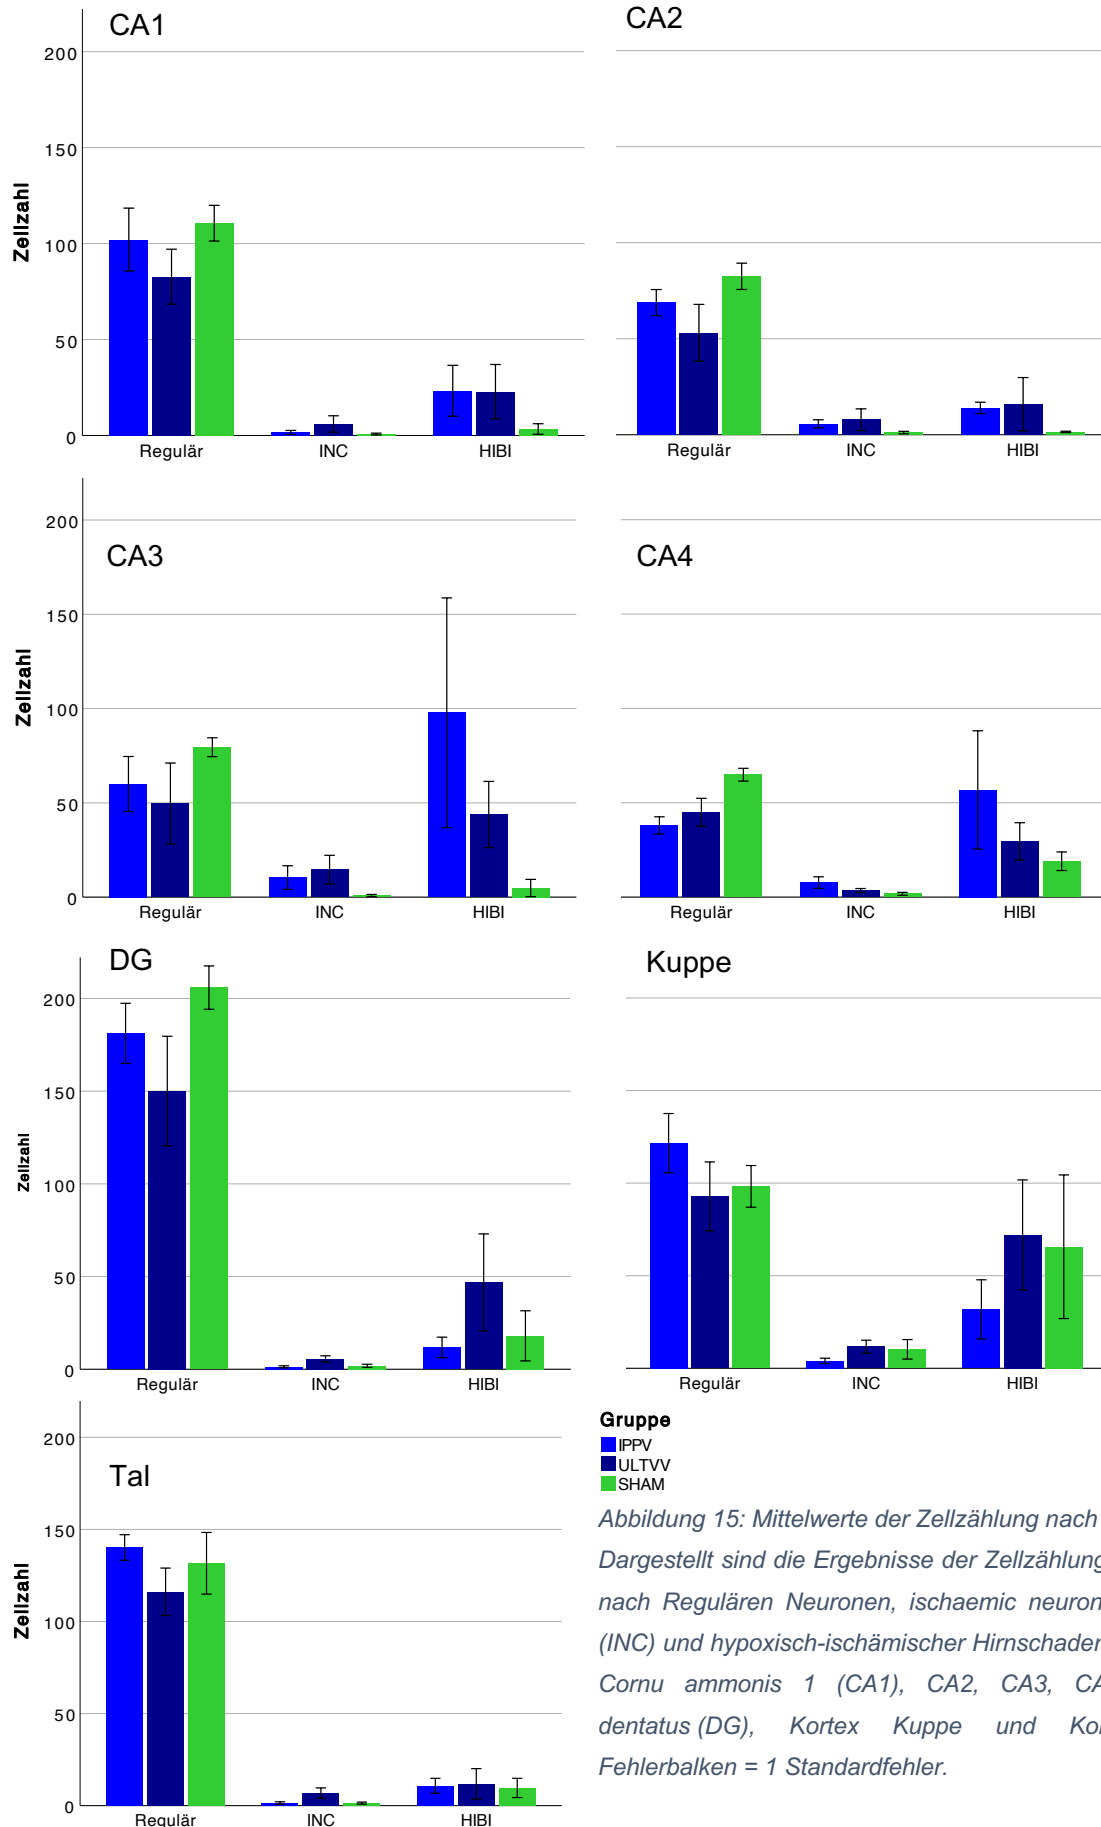 CA1
CA2
200
150
100
50
0
Zellzahl
Regulär
INC
HIBI
Regulär
INC
HIBI
CA3
CA4
200
150
100
50
0
Zellzahl
Regulär
INC
HIBI
Regulär
INC
HIBI
DG
Kuppe
200
150
100
50
0
Zellzahl
Regulär
INC
HIBI
Regulär
INC
HIBI
Tal
200
150
100
50
0
Zellzahl
Regulär
INC
HIBI
Gruppe
IPPV
ULTVV
SHAM
Abbildung 15: Mittelwerte der Zellzählung nach
Dargestellt sind die Ergebnisse der Zellzählung
nach Regulären Neuronen, ischaemic neuron
(INC) und hypoxisch-ischämischer Hirnschaden
Cornu ammonis 1 (CA1), CA2, CA3, CA
dentatus (DG), Kortex Kuppe und Ko
Fehlerbalken = 1 Standardfehler.